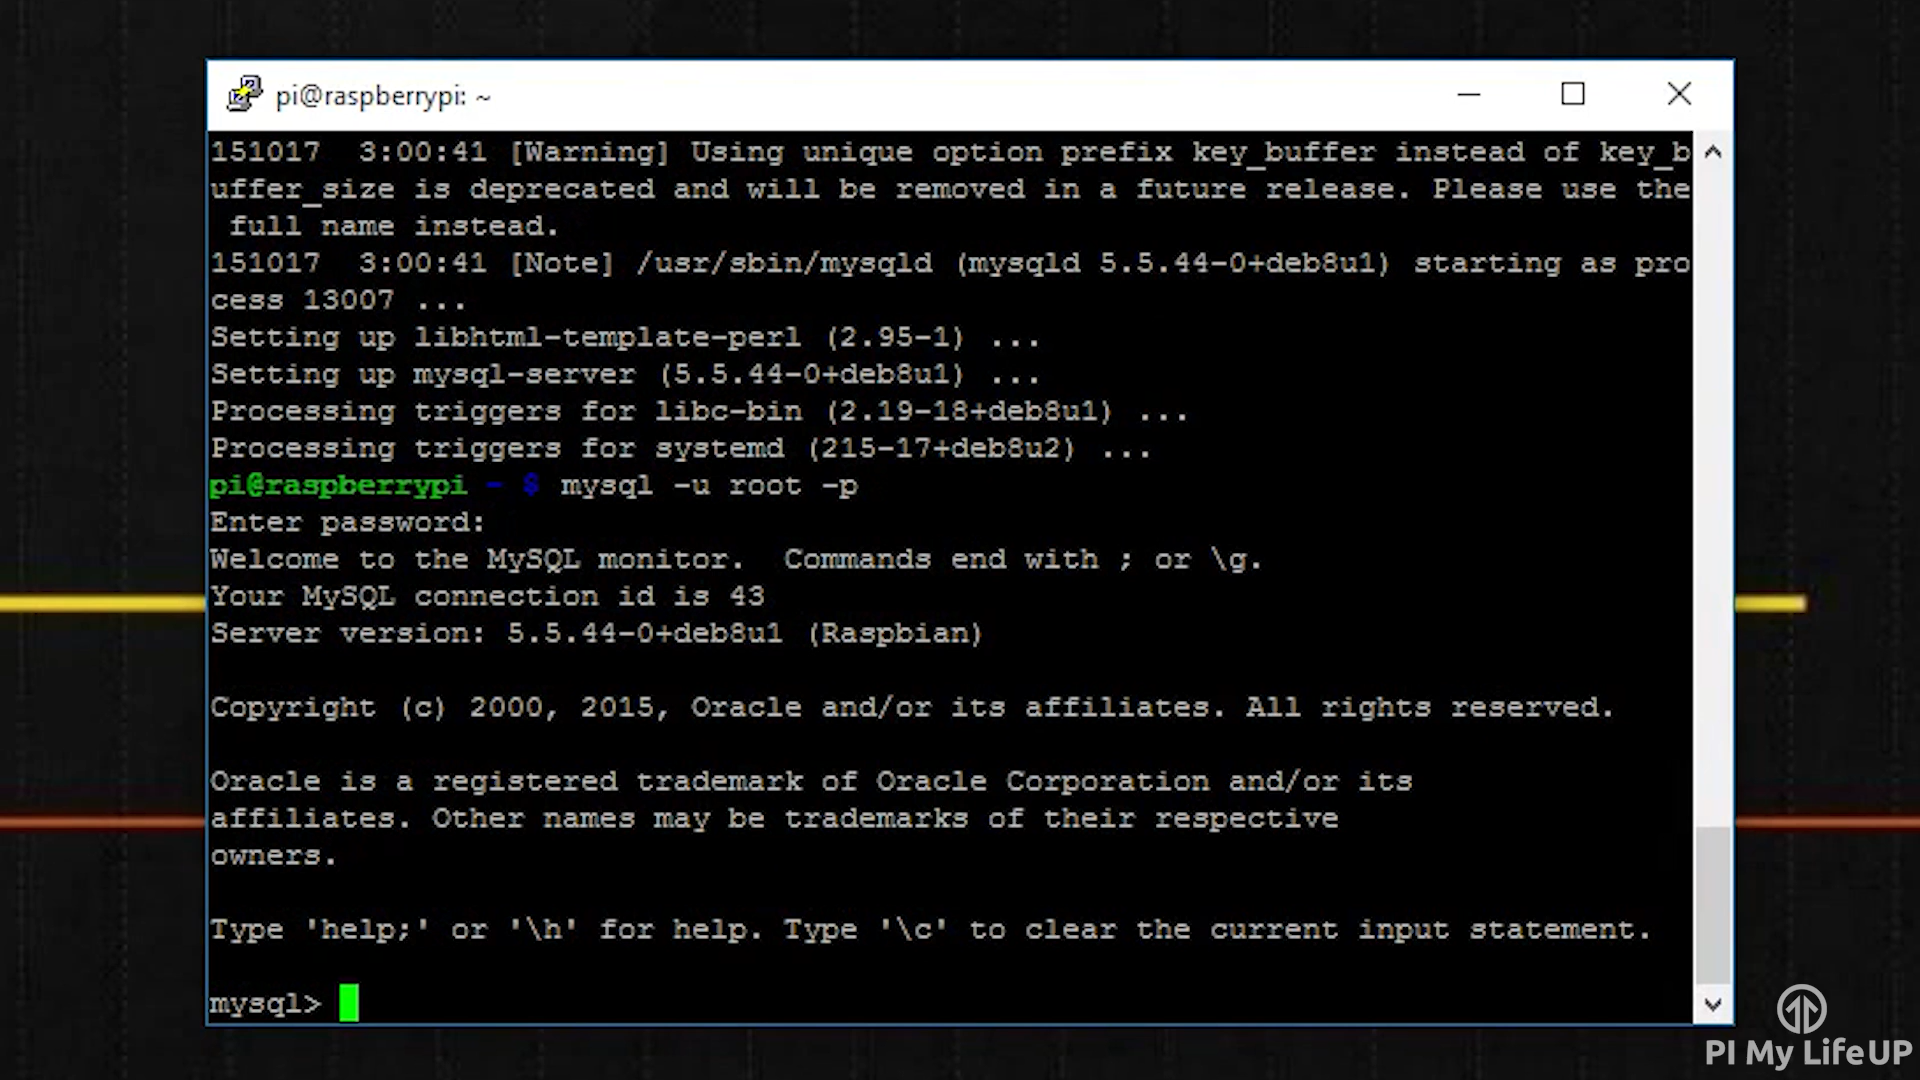 pi@raspberrypi: ~
151017  3:00:41 [Warning] Using unique option prefix key_buffer instead of key_b
uffer_size is deprecated and will be removed in a future release. Please use the
 full name instead.
151017  3:00:41 [Note] /usr/sbin/mysqld (mysqld 5.5.44-0+deb8u1) starting as pro
cess 13007 ...
Setting up libhtml-template-perl (2.95-1) ...
Setting up mysql-server (5.5.44-0+deb8u1) ...
Processing triggers for libc-bin (2.19-18+deb8u1) ...
Processing triggers for systemd (215-17+deb8u2) ...
pi@raspberrypi ~ $ mysql -u root -p
Enter password:
Welcome to the MySQL monitor.  Commands end with ; or \g.
Your MySQL connection id is 43
Server version: 5.5.44-0+deb8u1 (Raspbian)
Copyright (c) 2000, 2015, Oracle and/or its affiliates. All rights reserved.
Oracle is a registered trademark of Oracle Corporation and/or its
affiliates. Other names may be trademarks of their respective
owners.
Type 'help;' or '\h' for help. Type '\c' to clear the current input statement.
mysql>
PI My LifeUP